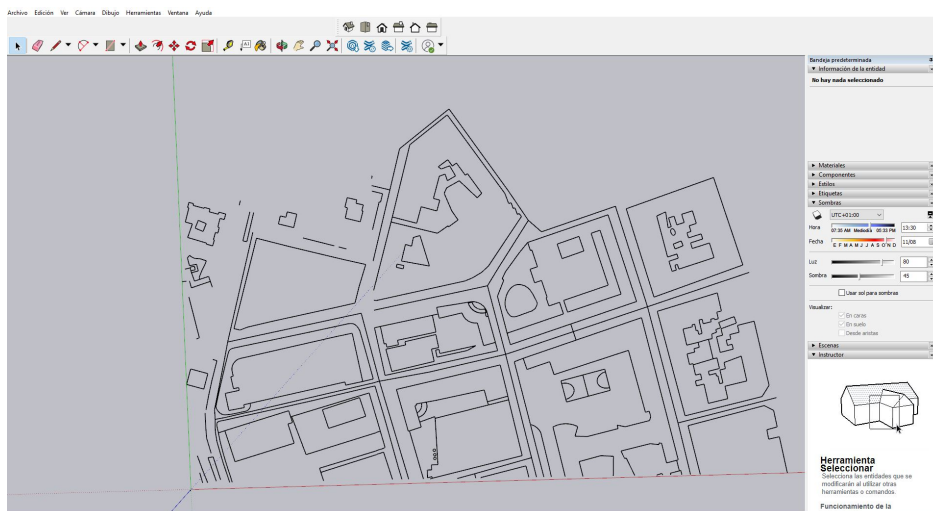 Archivo Edición Ver Cámara Dibujo Herramientas Ventana Ayuda
A1
Bandeja predeterminada
Información de la entidad
No hay nada seleccionado
Materiales
Componentes
Estilos
Etiquetas
Sombras
UTC+01:00
Hora 07:35 AM Mediodía 05:33 PM 13:30
Fecha E F M A M J J A S O N D 11/08
Luz 80
Sombra 45
Usar sol para sombras
Visualizar:
En caras
En suelo
Desde aristas
Escenas
Instructor
Herramienta
Seleccionar
Selecciona las entidades que se
modificarán al utilizar otras
herramientas o comandos.
Funcionamiento de la